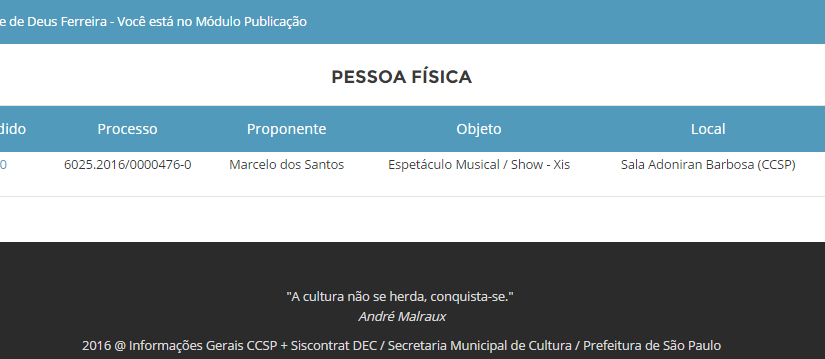 e de Deus Ferreira - Você está no Módulo Publicação
PESSOA FÍSICA
dido Processo Proponente Objeto Local
0 6025.2016/0000476-0 Marcelo dos Santos Espetáculo Musical / Show - Xis Sala Adoniran Barbosa (CCSP)
"A cultura não se herda, conquista-se."
André Malraux
2016 @ Informações Gerais CCSP + Siscontrat DEC / Secretaria Municipal de Cultura / Prefeitura de São Paulo